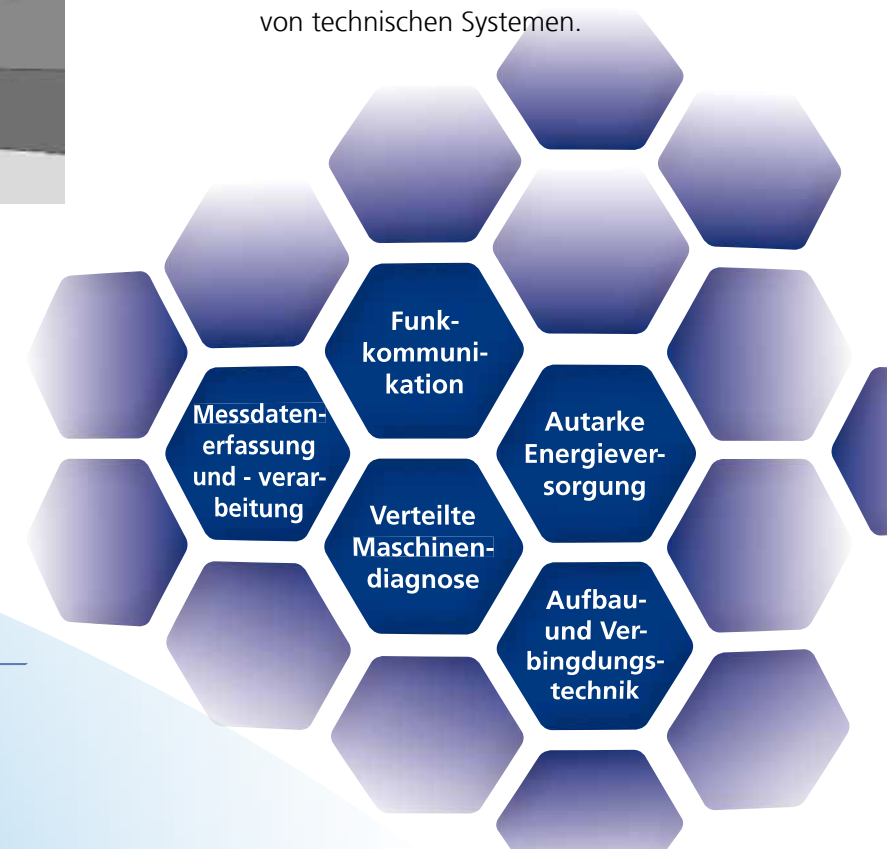 von technischen Systemen.
Funk-
kommuni-
kation
Messdaten-
erfassung
und - verar-
beitung
Autarke
Energiever-
sorgung
Verteilte
Maschinen-
diagnose
Aufbau-
und Ver-
bingdungs-
technik